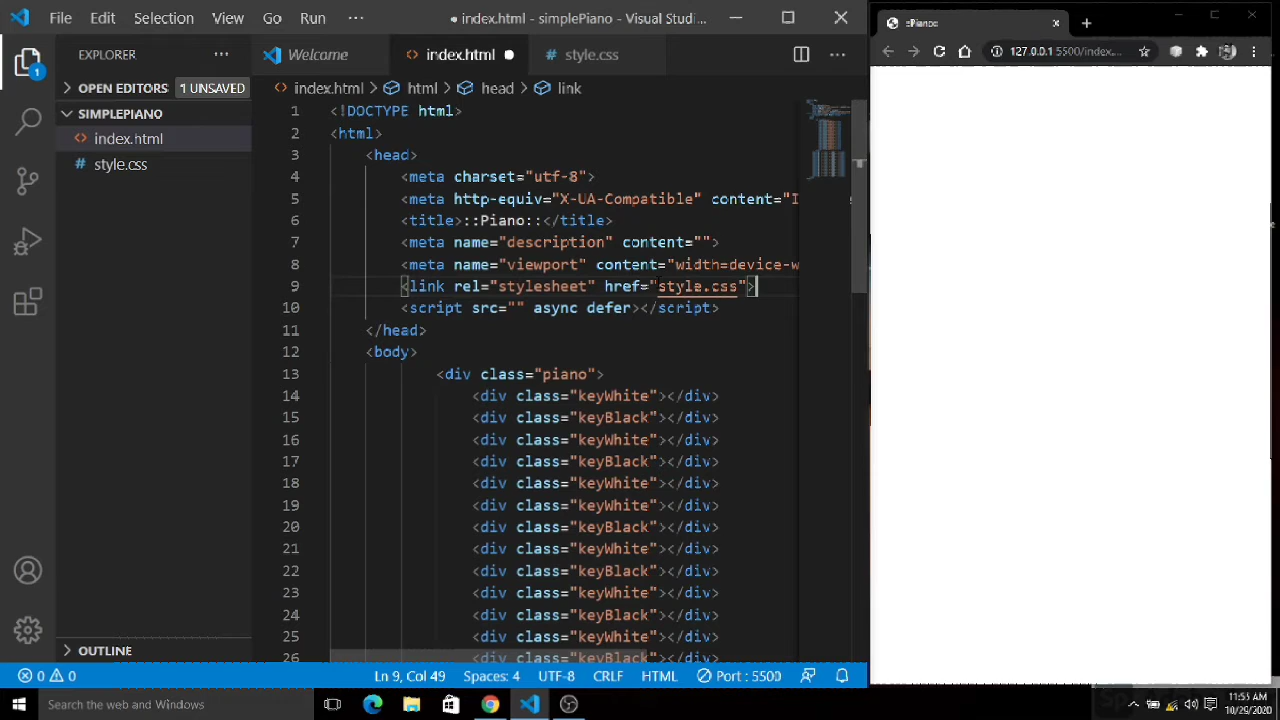 File Edit Selection View Go Run ··· ● index.html - simplePiano - Visual Studi...
::Piano::
EXPLORER ···
Welcome
index.html ●
# style.css
127.0.0.1:5500/index...
1
OPEN EDITORS 1 UNSAVED
index.html > html > head > link
SIMPLEPIANO
<> index.html
# style.css
1 <!DOCTYPE html>
2 <html>
3 <head>
4 <meta charset="utf-8">
5 <meta http-equiv="X-UA-Compatible" content="I
6 <title>::Piano::</title>
7 <meta name="description" content="">
8 <meta name="viewport" content="width=device-w
9 <link rel="stylesheet" href="style.css">
10 <script src="" async defer></script>
11 </head>
12 <body>
13 <div class="piano">
14 <div class="keyWhite"></div>
15 <div class="keyBlack"></div>
16 <div class="keyWhite"></div>
17 <div class="keyBlack"></div>
18 <div class="keyWhite"></div>
19 <div class="keyWhite"></div>
20 <div class="keyBlack"></div>
21 <div class="keyWhite"></div>
22 <div class="keyBlack"></div>
23 <div class="keyWhite"></div>
24 <div class="keyBlack"></div>
25 <div class="keyWhite"></div>
26 <div class="keyBlack"></div>
OUTLINE
0 0 Ln 9, Col 49 Spaces: 4 UTF-8 CRLF HTML Port : 5500
Search the web and Windows
11:55 AM
10/29/2020